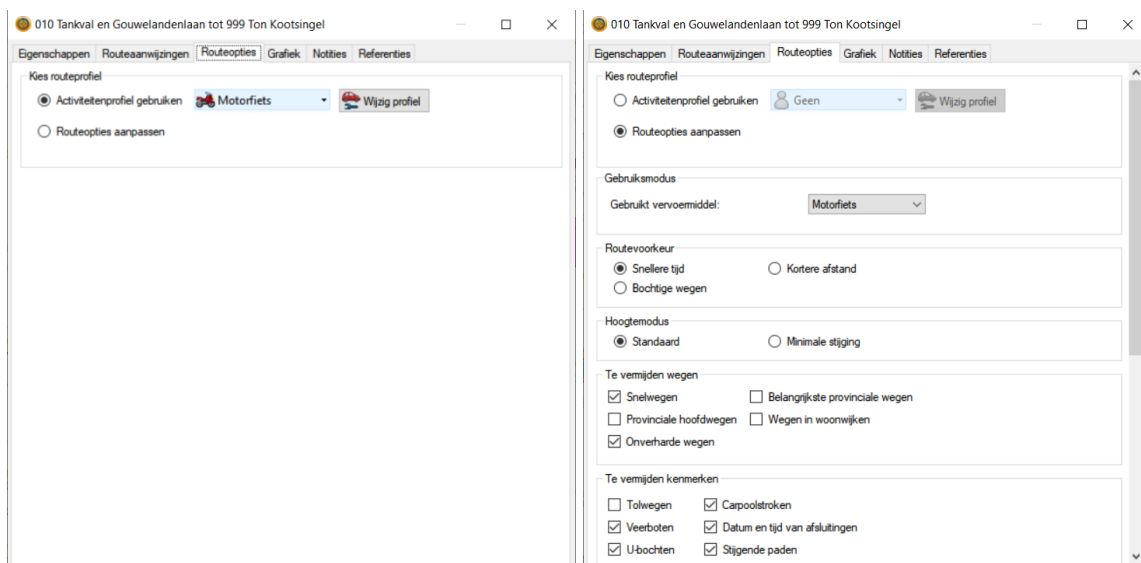 010 Tankval en Gouwelandenlaan tot 999 Ton Kootsingel
Eigenschappen Routeaanwijzingen Routeopties Grafiek Notities Referenties
Kies routeprofiel
Activiteitenprofiel gebruiken Motorfiets Wijzig profiel
Routeopties aanpassen
010 Tankval en Gouwelandenlaan tot 999 Ton Kootsingel
Eigenschappen Routeaanwijzingen Routeopties Grafiek Notities Referenties
Kies routeprofiel
Activiteitenprofiel gebruiken Geen Wijzig profiel
Routeopties aanpassen
Gebruiksmodus
Gebruikt vervoermiddel: Motorfiets
Routevoorkeur
Snellere tijd Kortere afstand
Bochtige wegen
Hoogtemodus
Standaard Minimale stijging
Te vermijden wegen
Snelwegen Belangrijkste provinciale wegen
Provinciale hoofdwegen Wegen in woonwijken
Onverharde wegen
Te vermijden kenmerken
Tolwegen Carpoolstroken
Veerboten Datum en tijd van afsluitingen
U-bochten Stijgende paden